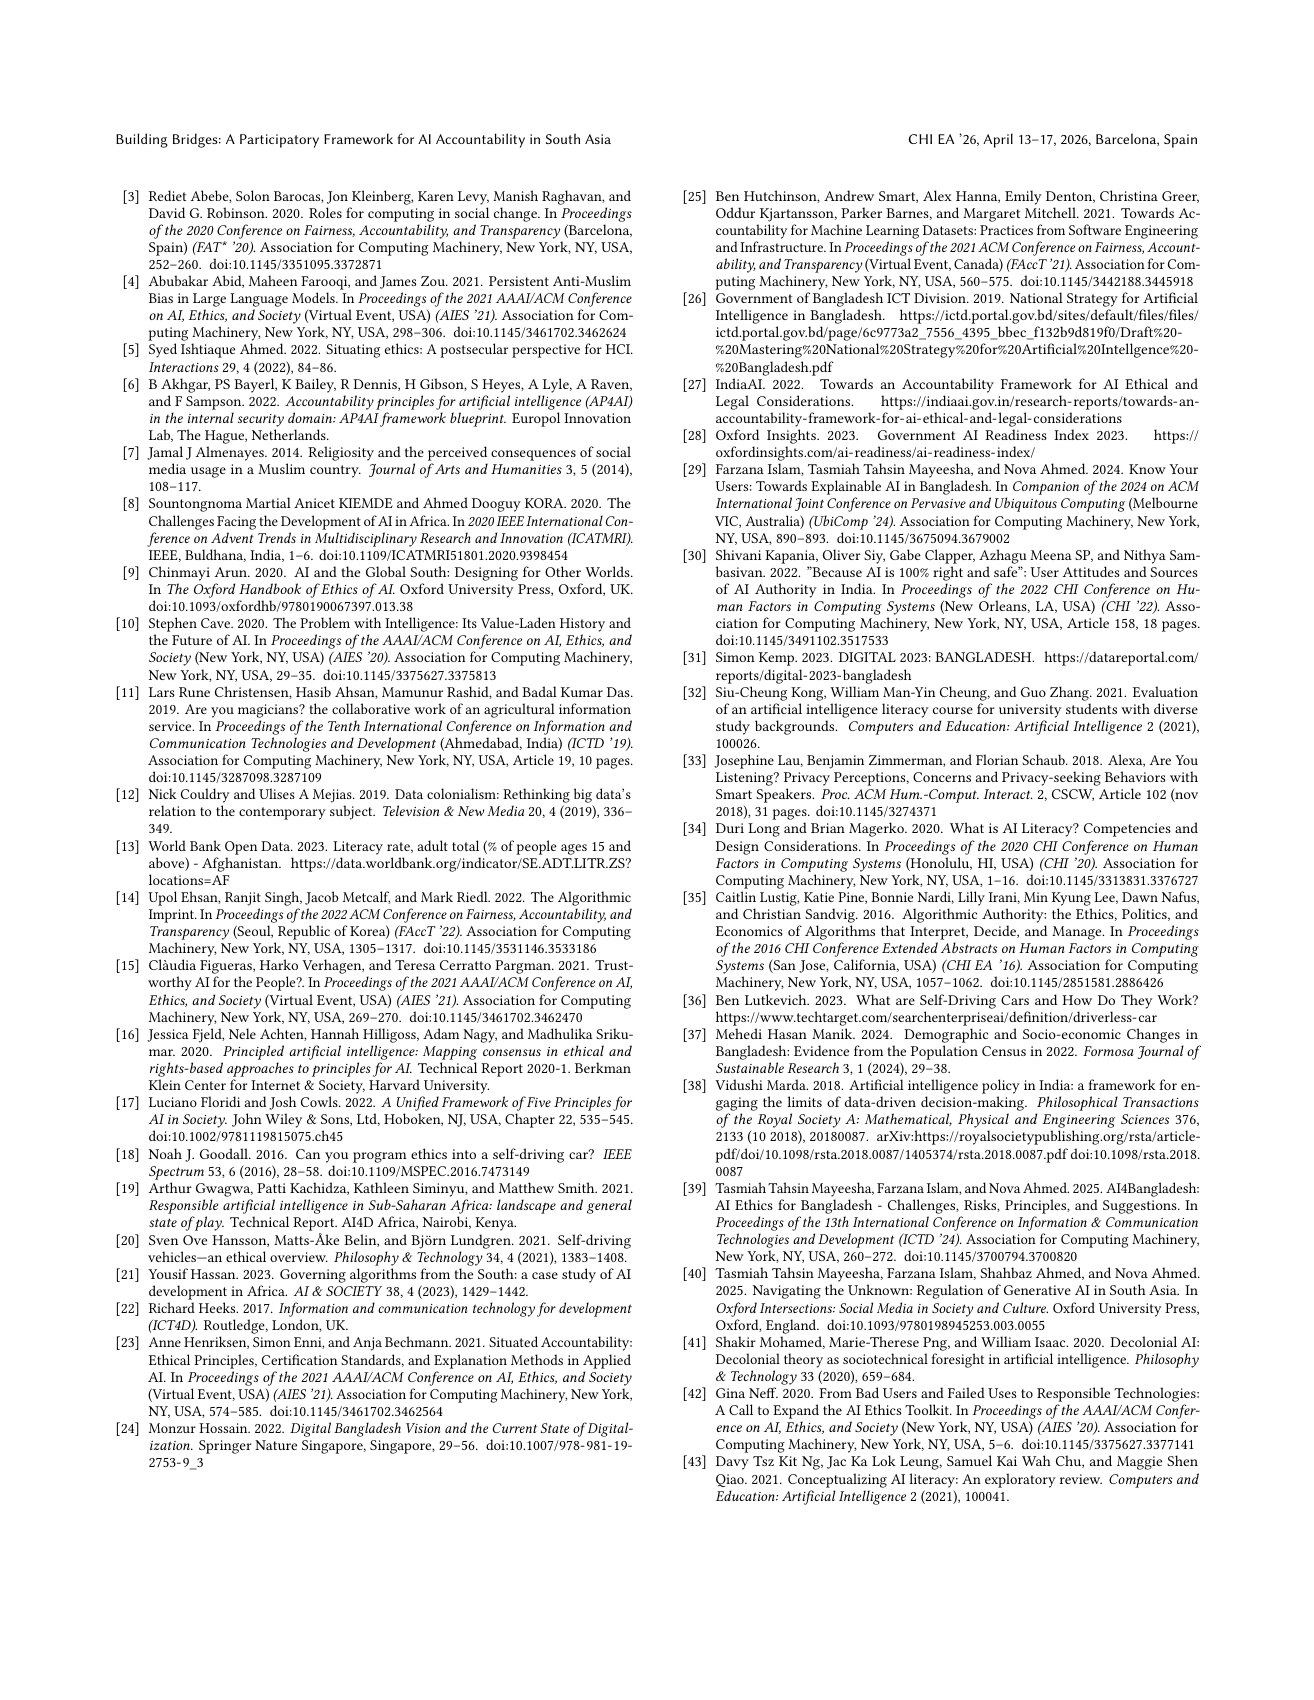 Building Bridges: A Participatory Framework for AI Accountability in South Asia
CHI EA ’26, April 13–17, 2026, Barcelona, Spain
[3] Rediet Abebe, Solon Barocas, Jon Kleinberg, Karen Levy, Manish Raghavan, and
David G. Robinson. 2020. Roles for computing in social change. In Proceedings
of the 2020 Conference on Fairness, Accountability, and Transparency (Barcelona,
Spain) (FAT* ’20). Association for Computing Machinery, New York, NY, USA,
252–260. doi:10.1145/3351095.3372871
[4] Abubakar Abid, Maheen Farooqi, and James Zou. 2021. Persistent Anti-Muslim
Bias in Large Language Models. In Proceedings of the 2021 AAAI/ACM Conference
on AI, Ethics, and Society (Virtual Event, USA) (AIES ’21). Association for Com-
puting Machinery, New York, NY, USA, 298–306. doi:10.1145/3461702.3462624
[5] Syed Ishtiaque Ahmed. 2022. Situating ethics: A postsecular perspective for HCI.
Interactions 29, 4 (2022), 84–86.
[6] B Akhgar, PS Bayerl, K Bailey, R Dennis, H Gibson, S Heyes, A Lyle, A Raven,
and F Sampson. 2022. Accountability principles for artificial intelligence (AP4AI)
in the internal security domain: AP4AI framework blueprint. Europol Innovation
Lab, The Hague, Netherlands.
[7] Jamal J Almenayes. 2014. Religiosity and the perceived consequences of social
media usage in a Muslim country. Journal of Arts and Humanities 3, 5 (2014),
108–117.
[8] Sountongnoma Martial Anicet KIEMDE and Ahmed Dooguy KORA. 2020. The
Challenges Facing the Development of AI in Africa. In 2020 IEEE International Con-
ference on Advent Trends in Multidisciplinary Research and Innovation (ICATMRI).
IEEE, Buldhana, India, 1–6. doi:10.1109/ICATMRI51801.2020.9398454
[9] Chinmayi Arun. 2020. AI and the Global South: Designing for Other Worlds.
In The Oxford Handbook of Ethics of AI. Oxford University Press, Oxford, UK.
doi:10.1093/oxfordhb/9780190067397.013.38
[10] Stephen Cave. 2020. The Problem with Intelligence: Its Value-Laden History and
the Future of AI. In Proceedings of the AAAI/ACM Conference on AI, Ethics, and
Society (New York, NY, USA) (AIES ’20). Association for Computing Machinery,
New York, NY, USA, 29–35. doi:10.1145/3375627.3375813
[11] Lars Rune Christensen, Hasib Ahsan, Mamunur Rashid, and Badal Kumar Das.
2019. Are you magicians? the collaborative work of an agricultural information
service. In Proceedings of the Tenth International Conference on Information and
Communication Technologies and Development (Ahmedabad, India) (ICTD ’19).
Association for Computing Machinery, New York, NY, USA, Article 19, 10 pages.
doi:10.1145/3287098.3287109
[12] Nick Couldry and Ulises A Mejias. 2019. Data colonialism: Rethinking big data’s
relation to the contemporary subject. Television & New Media 20, 4 (2019), 336–
349.
[13] World Bank Open Data. 2023. Literacy rate, adult total (% of people ages 15 and
above) - Afghanistan. https://data.worldbank.org/indicator/SE.ADT.LITR.ZS?
locations=AF
[14] Upol Ehsan, Ranjit Singh, Jacob Metcalf, and Mark Riedl. 2022. The Algorithmic
Imprint. In Proceedings of the 2022 ACM Conference on Fairness, Accountability, and
Transparency (Seoul, Republic of Korea) (FAccT ’22). Association for Computing
Machinery, New York, NY, USA, 1305–1317. doi:10.1145/3531146.3533186
[15] Clàudia Figueras, Harko Verhagen, and Teresa Cerratto Pargman. 2021. Trust-
worthy AI for the People?. In Proceedings of the 2021 AAAI/ACM Conference on AI,
Ethics, and Society (Virtual Event, USA) (AIES ’21). Association for Computing
Machinery, New York, NY, USA, 269–270. doi:10.1145/3461702.3462470
[16] Jessica Fjeld, Nele Achten, Hannah Hilligoss, Adam Nagy, and Madhulika Sriku-
mar. 2020. Principled artificial intelligence: Mapping consensus in ethical and
rights-based approaches to principles for AI. Technical Report 2020-1. Berkman
Klein Center for Internet & Society, Harvard University.
[17] Luciano Floridi and Josh Cowls. 2022. A Unified Framework of Five Principles for
AI in Society. John Wiley & Sons, Ltd, Hoboken, NJ, USA, Chapter 22, 535–545.
doi:10.1002/9781119815075.ch45
[18] Noah J. Goodall. 2016. Can you program ethics into a self-driving car? IEEE
Spectrum 53, 6 (2016), 28–58. doi:10.1109/MSPEC.2016.7473149
[19] Arthur Gwagwa, Patti Kachidza, Kathleen Siminyu, and Matthew Smith. 2021.
Responsible artificial intelligence in Sub-Saharan Africa: landscape and general
state of play. Technical Report. AI4D Africa, Nairobi, Kenya.
[20] Sven Ove Hansson, Matts-Åke Belin, and Björn Lundgren. 2021. Self-driving
vehicles—an ethical overview. Philosophy & Technology 34, 4 (2021), 1383–1408.
[21] Yousif Hassan. 2023. Governing algorithms from the South: a case study of AI
development in Africa. AI & SOCIETY 38, 4 (2023), 1429–1442.
[22] Richard Heeks. 2017. Information and communication technology for development
(ICT4D). Routledge, London, UK.
[23] Anne Henriksen, Simon Enni, and Anja Bechmann. 2021. Situated Accountability:
Ethical Principles, Certification Standards, and Explanation Methods in Applied
AI. In Proceedings of the 2021 AAAI/ACM Conference on AI, Ethics, and Society
(Virtual Event, USA) (AIES ’21). Association for Computing Machinery, New York,
NY, USA, 574–585. doi:10.1145/3461702.3462564
[24] Monzur Hossain. 2022. Digital Bangladesh Vision and the Current State of Digital-
ization. Springer Nature Singapore, Singapore, 29–56. doi:10.1007/978-981-19-
2753-9_3
[25] Ben Hutchinson, Andrew Smart, Alex Hanna, Emily Denton, Christina Greer,
Oddur Kjartansson, Parker Barnes, and Margaret Mitchell. 2021. Towards Ac-
countability for Machine Learning Datasets: Practices from Software Engineering
and Infrastructure. In Proceedings of the 2021 ACM Conference on Fairness, Account-
ability, and Transparency (Virtual Event, Canada) (FAccT ’21). Association for Com-
puting Machinery, New York, NY, USA, 560–575. doi:10.1145/3442188.3445918
[26] Government of Bangladesh ICT Division. 2019. National Strategy for Artificial
Intelligence in Bangladesh. https://ictd.portal.gov.bd/sites/default/files/files/
ictd.portal.gov.bd/page/6c9773a2_7556_4395_bbec_f132b9d819f0/Draft%20-
%20Mastering%20National%20Strategy%20for%20Artificial%20Intellgence%20-
%20Bangladesh.pdf
[27] IndiaAI. 2022. Towards an Accountability Framework for AI Ethical and
Legal Considerations. https://indiaai.gov.in/research-reports/towards-an-
accountability-framework-for-ai-ethical-and-legal-considerations
[28] Oxford Insights. 2023. Government AI Readiness Index 2023. https://
oxfordinsights.com/ai-readiness/ai-readiness-index/
[29] Farzana Islam, Tasmiah Tahsin Mayeesha, and Nova Ahmed. 2024. Know Your
Users: Towards Explainable AI in Bangladesh. In Companion of the 2024 on ACM
International Joint Conference on Pervasive and Ubiquitous Computing (Melbourne
VIC, Australia) (UbiComp ’24). Association for Computing Machinery, New York,
NY, USA, 890–893. doi:10.1145/3675094.3679002
[30] Shivani Kapania, Oliver Siy, Gabe Clapper, Azhagu Meena SP, and Nithya Sam-
basivan. 2022. ”Because AI is 100% right and safe”: User Attitudes and Sources
of AI Authority in India. In Proceedings of the 2022 CHI Conference on Hu-
man Factors in Computing Systems (New Orleans, LA, USA) (CHI ’22). Asso-
ciation for Computing Machinery, New York, NY, USA, Article 158, 18 pages.
doi:10.1145/3491102.3517533
[31] Simon Kemp. 2023. DIGITAL 2023: BANGLADESH. https://datareportal.com/
reports/digital-2023-bangladesh
[32] Siu-Cheung Kong, William Man-Yin Cheung, and Guo Zhang. 2021. Evaluation
of an artificial intelligence literacy course for university students with diverse
study backgrounds. Computers and Education: Artificial Intelligence 2 (2021),
100026.
[33] Josephine Lau, Benjamin Zimmerman, and Florian Schaub. 2018. Alexa, Are You
Listening? Privacy Perceptions, Concerns and Privacy-seeking Behaviors with
Smart Speakers. Proc. ACM Hum.-Comput. Interact. 2, CSCW, Article 102 (nov
2018), 31 pages. doi:10.1145/3274371
[34] Duri Long and Brian Magerko. 2020. What is AI Literacy? Competencies and
Design Considerations. In Proceedings of the 2020 CHI Conference on Human
Factors in Computing Systems (Honolulu, HI, USA) (CHI ’20). Association for
Computing Machinery, New York, NY, USA, 1–16. doi:10.1145/3313831.3376727
[35] Caitlin Lustig, Katie Pine, Bonnie Nardi, Lilly Irani, Min Kyung Lee, Dawn Nafus,
and Christian Sandvig. 2016. Algorithmic Authority: the Ethics, Politics, and
Economics of Algorithms that Interpret, Decide, and Manage. In Proceedings
of the 2016 CHI Conference Extended Abstracts on Human Factors in Computing
Systems (San Jose, California, USA) (CHI EA ’16). Association for Computing
Machinery, New York, NY, USA, 1057–1062. doi:10.1145/2851581.2886426
[36] Ben Lutkevich. 2023. What are Self-Driving Cars and How Do They Work?
https://www.techtarget.com/searchenterpriseai/definition/driverless-car
[37] Mehedi Hasan Manik. 2024. Demographic and Socio-economic Changes in
Bangladesh: Evidence from the Population Census in 2022. Formosa Journal of
Sustainable Research 3, 1 (2024), 29–38.
[38] Vidushi Marda. 2018. Artificial intelligence policy in India: a framework for en-
gaging the limits of data-driven decision-making. Philosophical Transactions
of the Royal Society A: Mathematical, Physical and Engineering Sciences 376,
2133 (10 2018), 20180087. arXiv:https://royalsocietypublishing.org/rsta/article-
pdf/doi/10.1098/rsta.2018.0087/1405374/rsta.2018.0087.pdf doi:10.1098/rsta.2018.
0087
[39] Tasmiah Tahsin Mayeesha, Farzana Islam, and Nova Ahmed. 2025. AI4Bangladesh:
AI Ethics for Bangladesh - Challenges, Risks, Principles, and Suggestions. In
Proceedings of the 13th International Conference on Information & Communication
Technologies and Development (ICTD ’24). Association for Computing Machinery,
New York, NY, USA, 260–272. doi:10.1145/3700794.3700820
[40] Tasmiah Tahsin Mayeesha, Farzana Islam, Shahbaz Ahmed, and Nova Ahmed.
2025. Navigating the Unknown: Regulation of Generative AI in South Asia. In
Oxford Intersections: Social Media in Society and Culture. Oxford University Press,
Oxford, England. doi:10.1093/9780198945253.003.0055
[41] Shakir Mohamed, Marie-Therese Png, and William Isaac. 2020. Decolonial AI:
Decolonial theory as sociotechnical foresight in artificial intelligence. Philosophy
& Technology 33 (2020), 659–684.
[42] Gina Neff. 2020. From Bad Users and Failed Uses to Responsible Technologies:
A Call to Expand the AI Ethics Toolkit. In Proceedings of the AAAI/ACM Confer-
ence on AI, Ethics, and Society (New York, NY, USA) (AIES ’20). Association for
Computing Machinery, New York, NY, USA, 5–6. doi:10.1145/3375627.3377141
[43] Davy Tsz Kit Ng, Jac Ka Lok Leung, Samuel Kai Wah Chu, and Maggie Shen
Qiao. 2021. Conceptualizing AI literacy: An exploratory review. Computers and
Education: Artificial Intelligence 2 (2021), 100041.